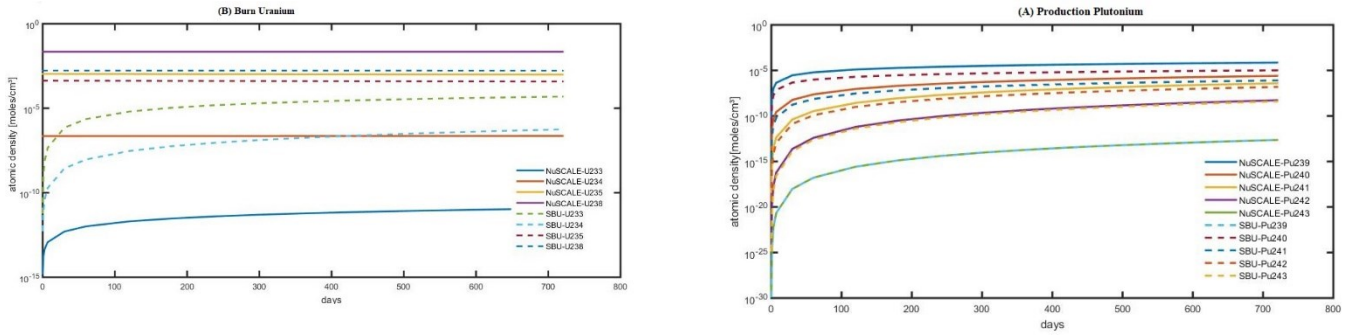 (B) Burn Uranium
10⁰
10⁻⁵
10⁻¹⁰
10⁻¹⁵
atomic density [moles/cm³]
0 100 200 300 400 500 600 700 800
days
NuSCALE-U233
NuSCALE-U234
NuSCALE-U235
NuSCALE-U238
SBU-U233
SBU-U234
SBU-U235
SBU-U238
(A) Production Plutonium
10⁰
10⁻⁵
10⁻¹⁰
10⁻¹⁵
10⁻²⁰
10⁻²⁵
10⁻³⁰
atomic density[moles/cm³]
0 100 200 300 400 500 600 700 800
days
NuSCALE-Pu239
NuSCALE-Pu240
NuSCALE-Pu241
NuSCALE-Pu242
NuSCALE-Pu243
SBU-Pu239
SBU-Pu240
SBU-Pu241
SBU-Pu242
SBU-Pu243